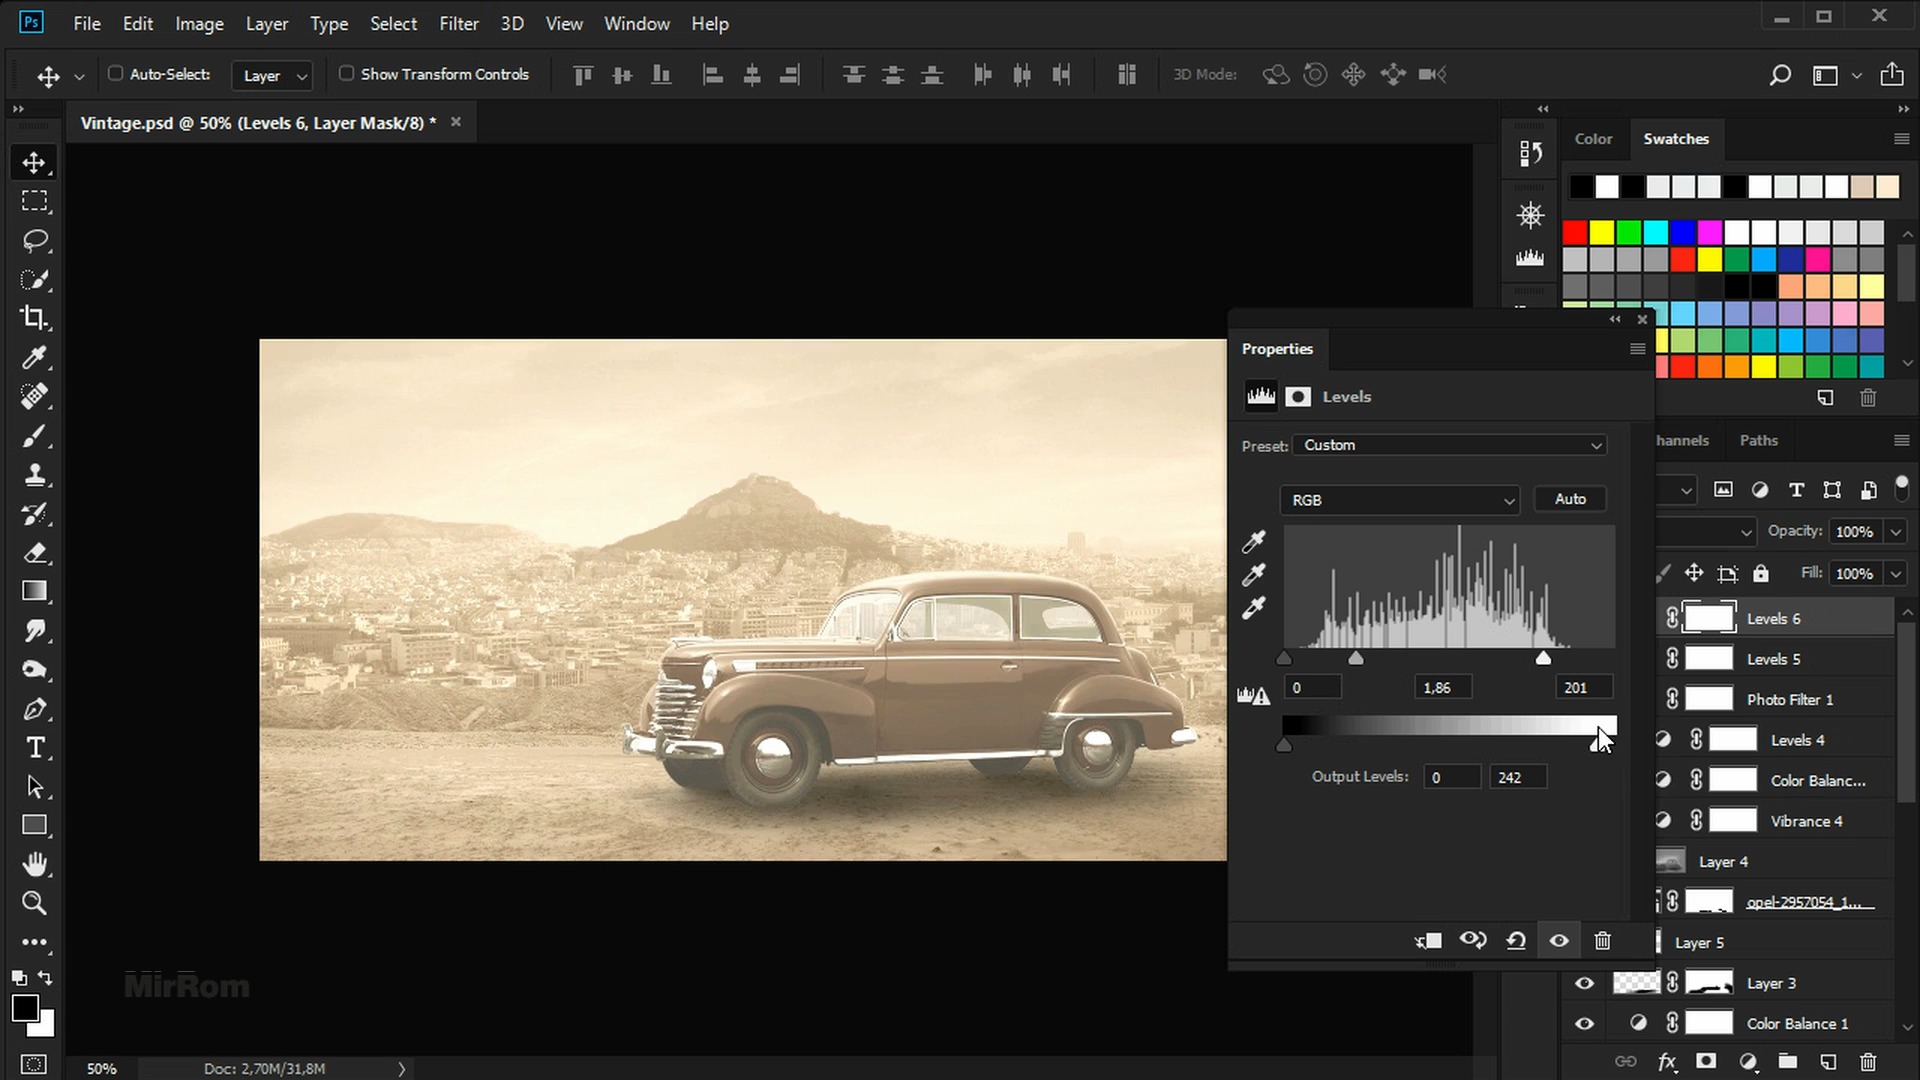 Ps File Edit Image Layer Type Select Filter 3D View Window Help
Auto-Select: Layer Show Transform Controls 3D Mode:
Vintage.psd @ 50% (Levels 6, Layer Mask/8) *
Color Swatches
Properties
Levels
Preset: Custom
RGB Auto
0 1,86 201
Output Levels: 0 242
hannels Paths
Opacity: 100%
Fill: 100%
Levels 6
Levels 5
Photo Filter 1
Levels 4
Color Balanc...
Vibrance 4
Layer 4
opel-2957054_1...
Layer 5
Layer 3
Color Balance 1
fx
T
T
MirRom
50% Doc: 2,70M/31,8M